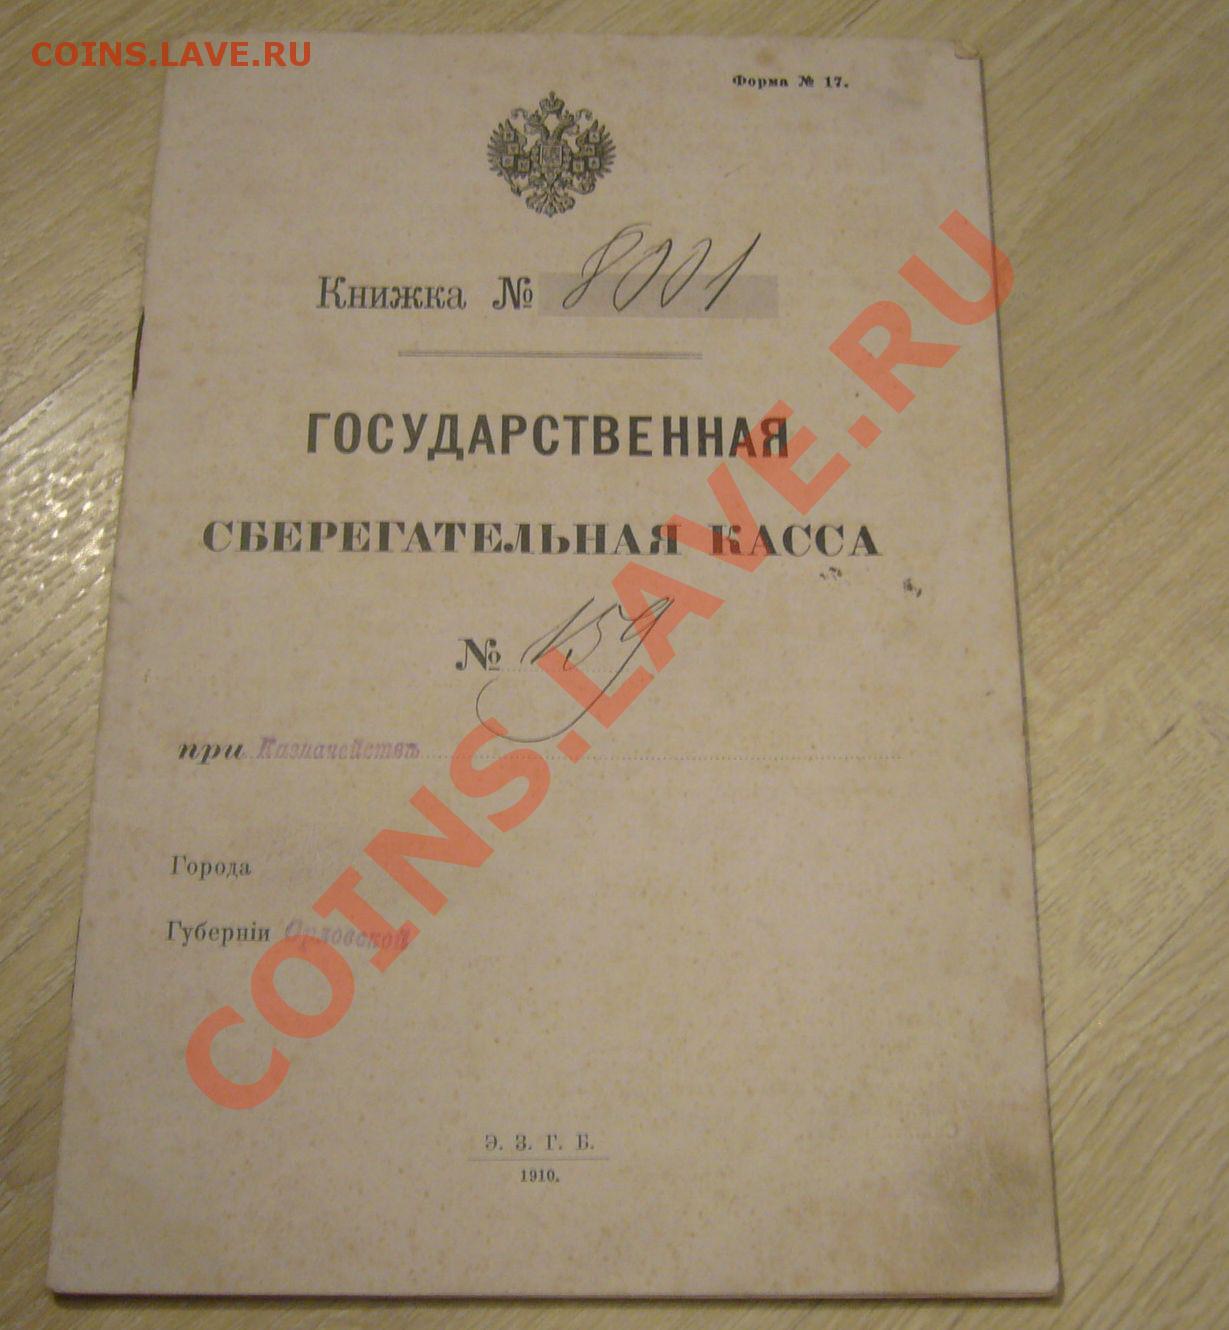 COINS.LAVE.RU
Форма № 17.
Книжка № 8001
ГОСУДАРСТВЕННАЯ
СБЕРЕГАТЕЛЬНАЯ КАССА
№ 159
при Казначействѣ
Города
Губерніи Орловской
Э. З. Г. Б.
1910.
COINS.LAVE.RU